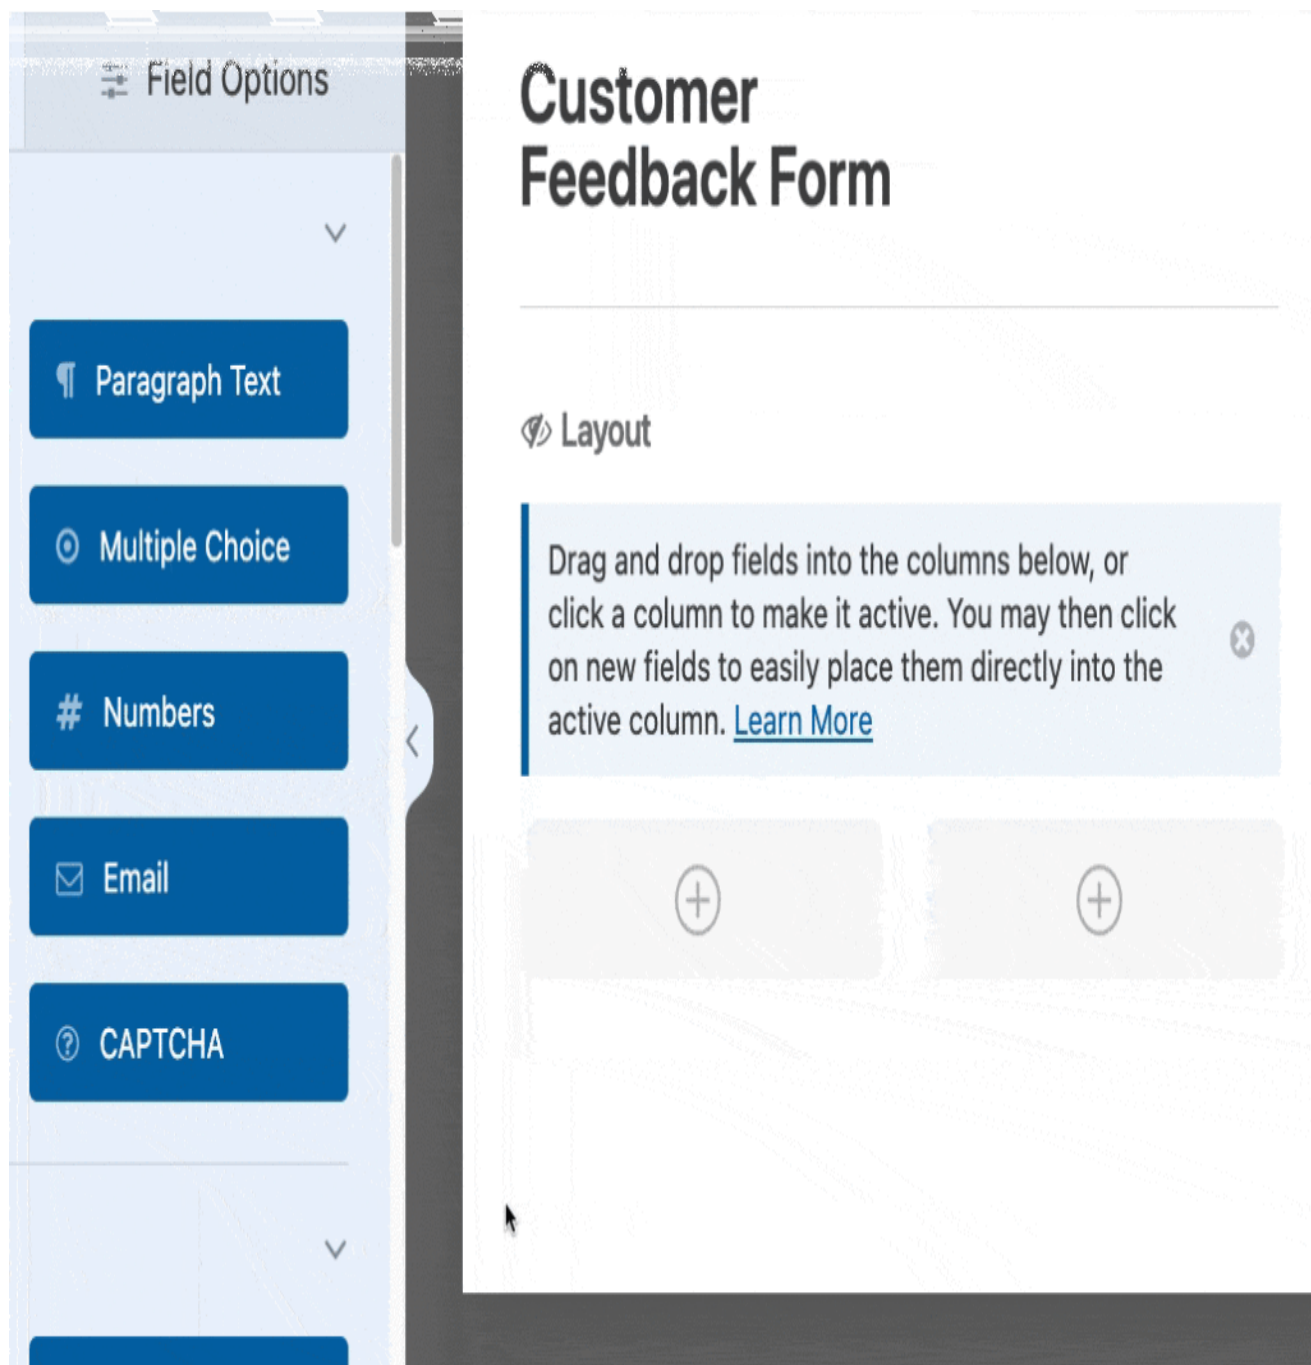 Field Options
Paragraph Text
Multiple Choice
Numbers
Email
CAPTCHA
Customer
Feedback Form
Layout
Drag and drop fields into the columns below, or
click a column to make it active. You may then click
on new fields to easily place them directly into the
active column. Learn More